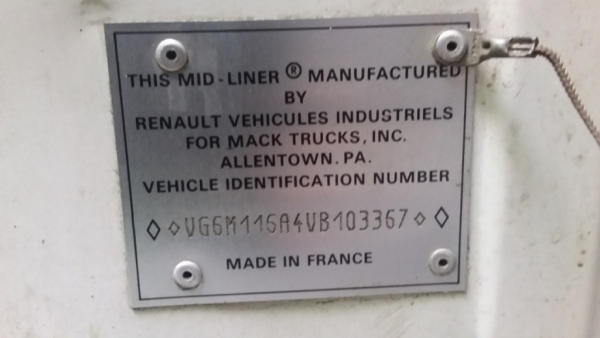 THIS MID-LINER® MANUFACTURED
BY
RENAULT VEHICULES INDUSTRIELS
FOR MACK TRUCKS, INC.
ALLENTOWN. PA.
VEHICLE IDENTIFICATION NUMBER
◊◊VG6M116A4VB103367◊◊
MADE IN FRANCE